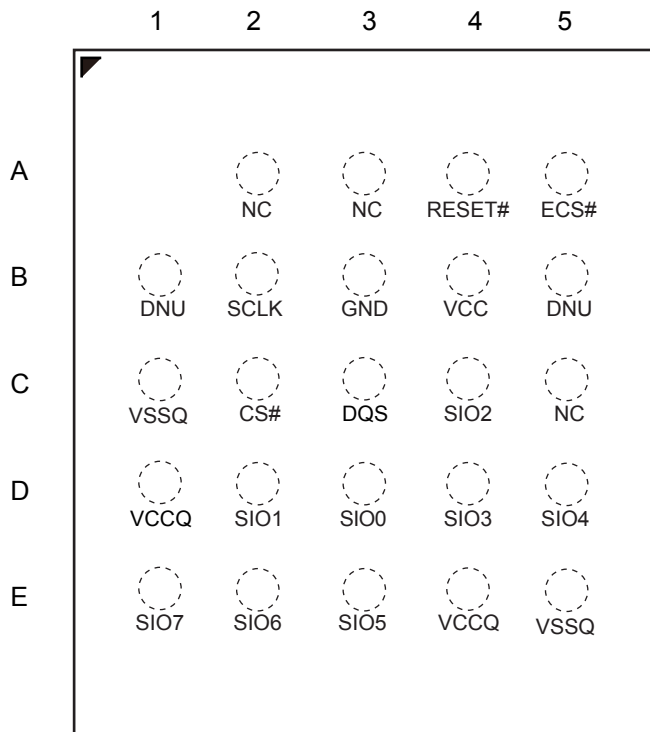 1 2 3 4 5
A
NC NC RESET# ECS#
B
DNU SCLK GND VCC DNU
C
VSSQ CS# DQS SIO2 NC
D
VCCQ SIO1 SIO0 SIO3 SIO4
E
SIO7 SIO6 SIO5 VCCQ VSSQ